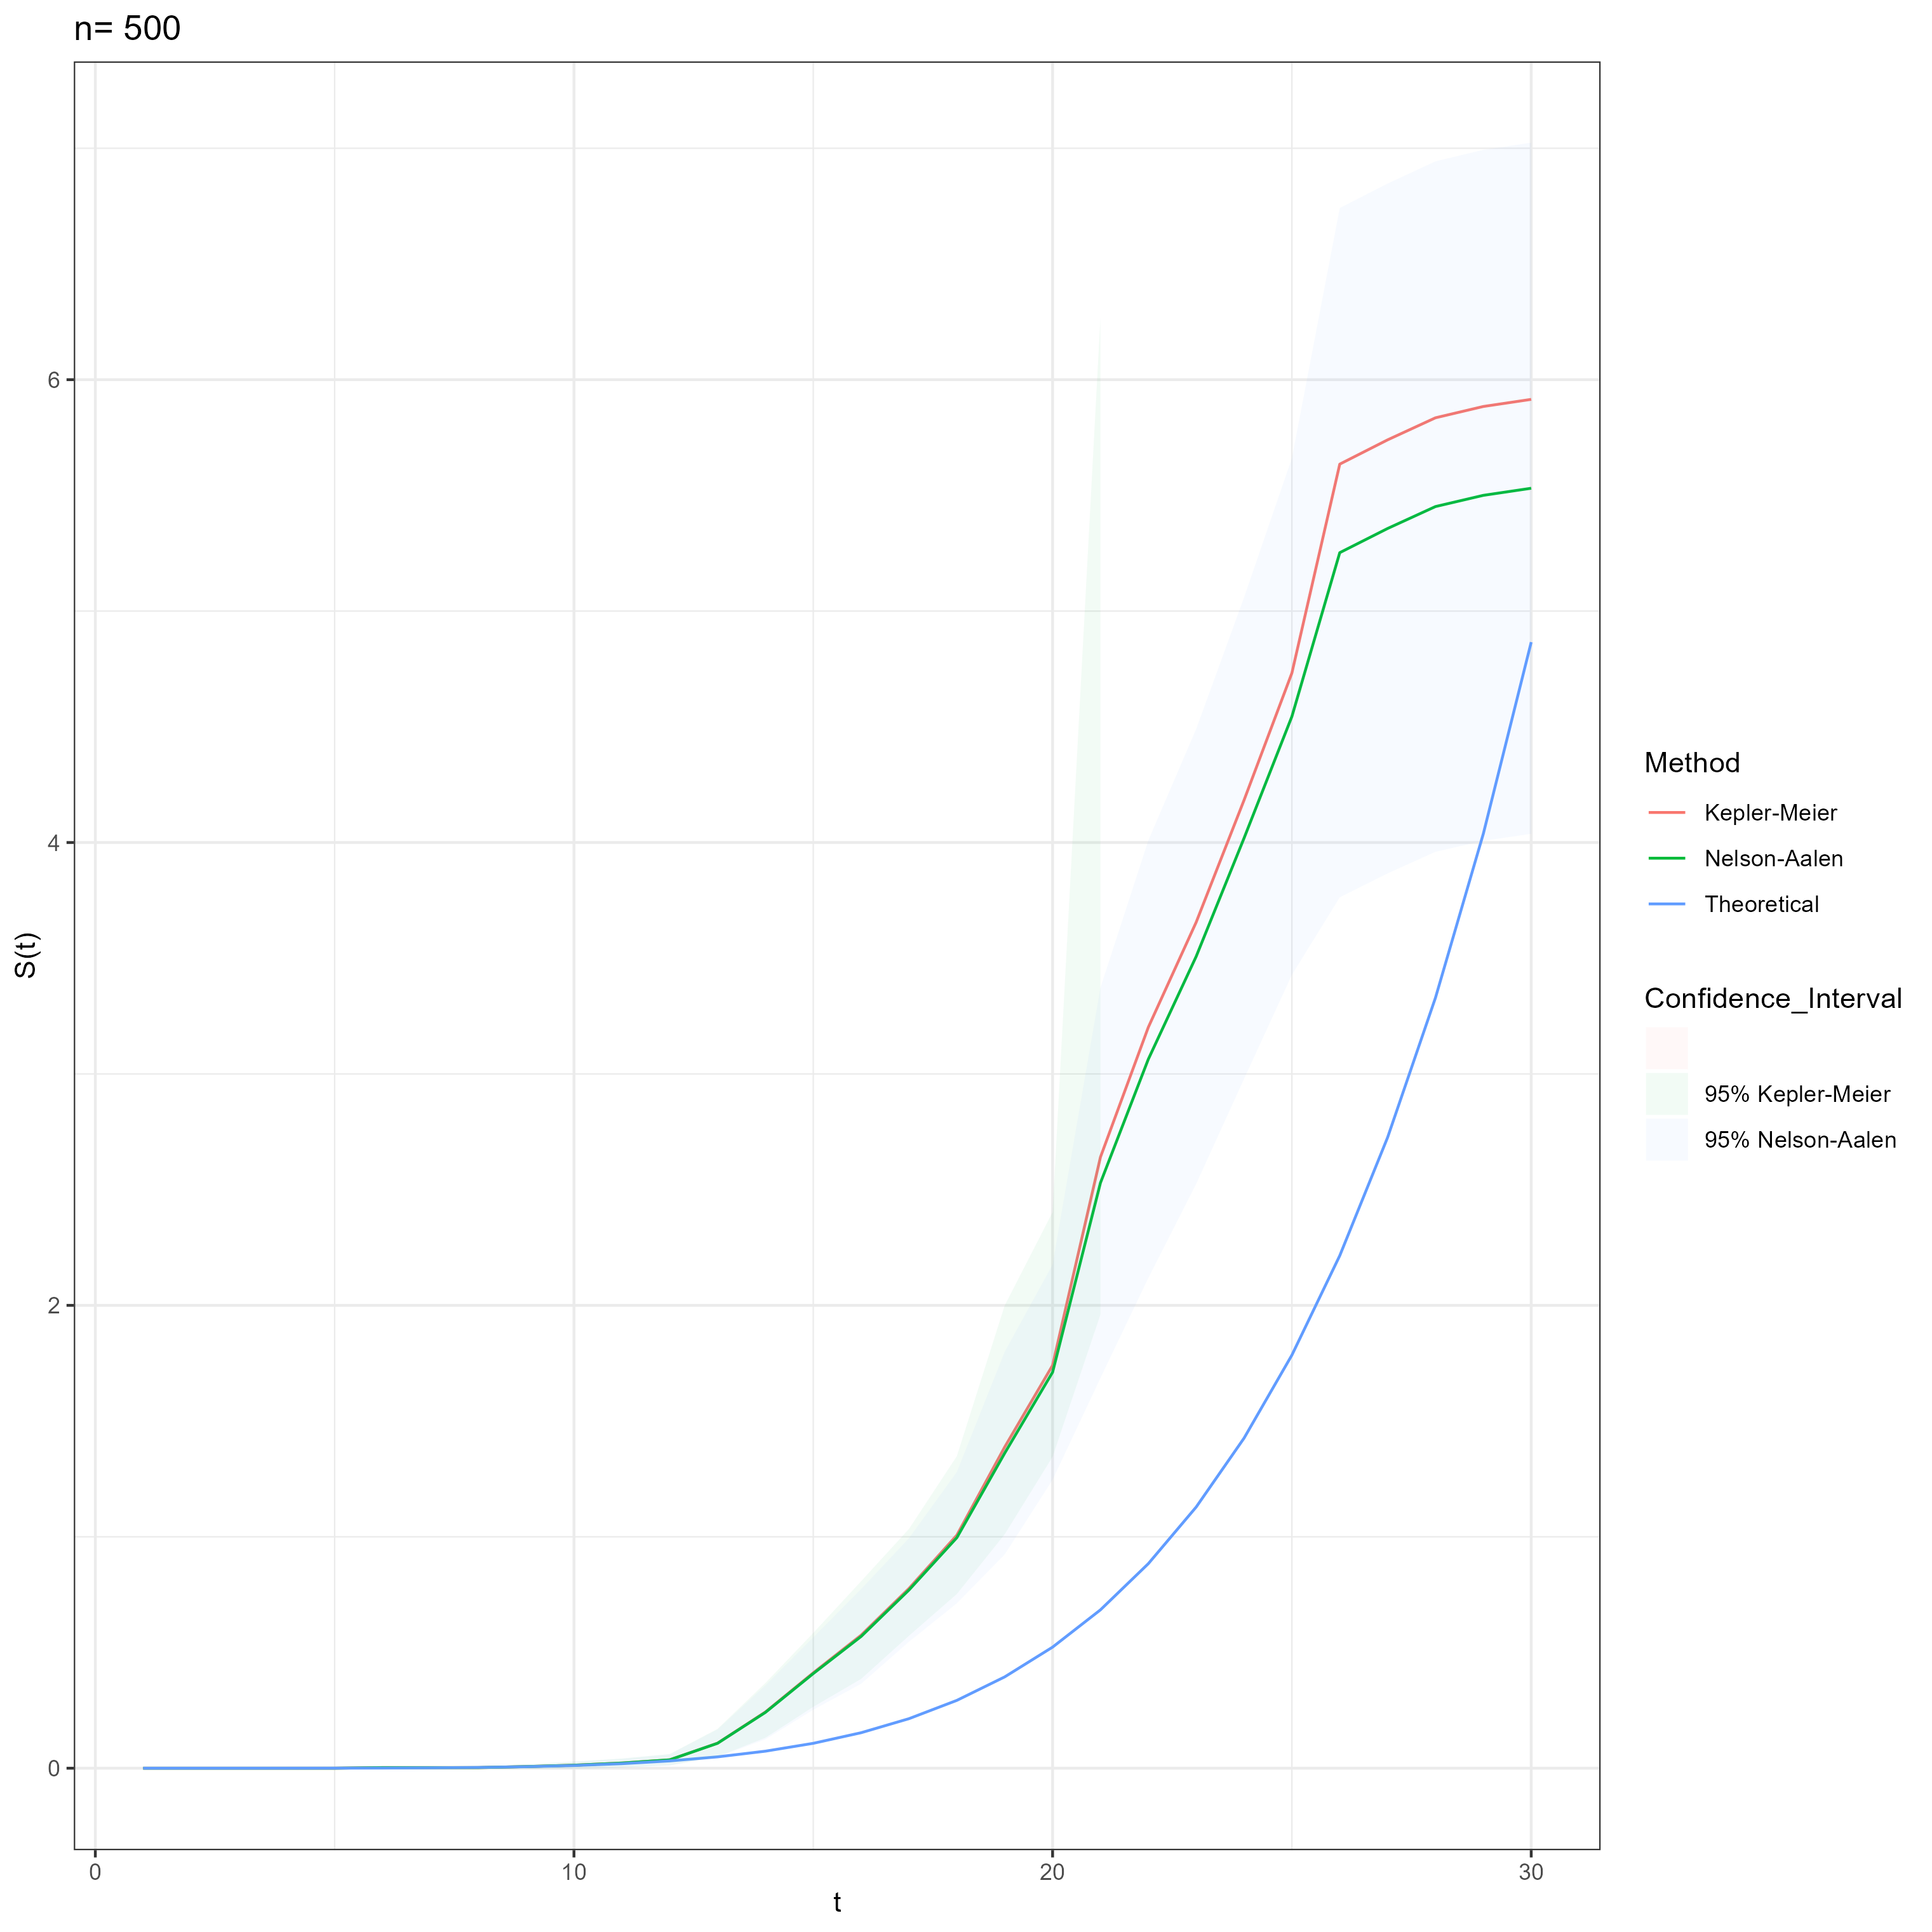 n= 500
S(t)
6
4
2
0
0
10
20
30
t
Method
Kepler-Meier
Nelson-Aalen
Theoretical
Confidence_Interval
95% Kepler-Meier
95% Nelson-Aalen